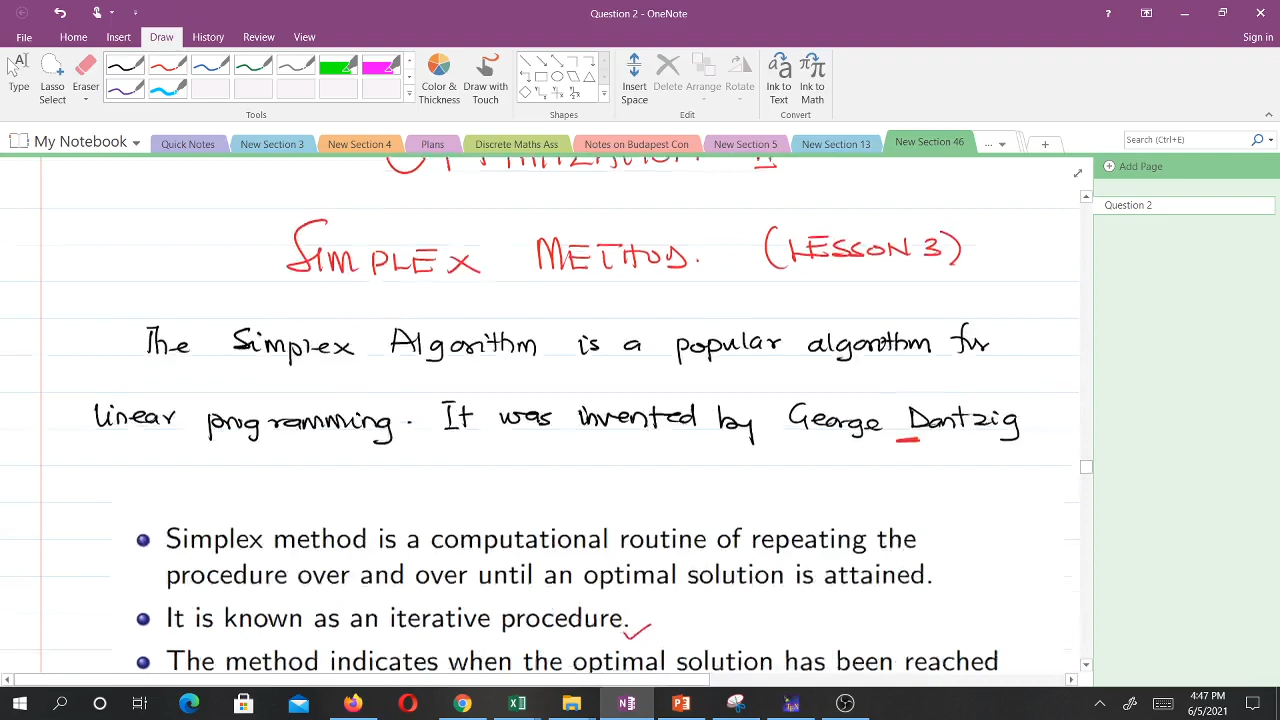 Question 2 - OneNote
Sign in
File Home Insert Draw History Review View
Type
Lasso Select
Eraser
Color & Thickness
Draw with Touch
Insert Space
Delete
Arrange
Rotate
Ink to Text
Ink to Math
Tools
Shapes
Edit
Convert
My Notebook
Quick Notes
New Section 3
New Section 4
Plans
Discrete Maths Ass
Notes on Budapest Con
New Section 5
New Section 13
New Section 46
...
Search (Ctrl+E)
Add Page
Question 2
SIMPLEX METHOD. (LESSON 3)
The Simplex Algorithm is a popular algorithm for
linear programming. It was invented by George Dantzig
Simplex method is a computational routine of repeating the
procedure over and over until an optimal solution is attained.
It is known as an iterative procedure.
The method indicates when the optimal solution has been reached
4:47 PM
6/5/2021